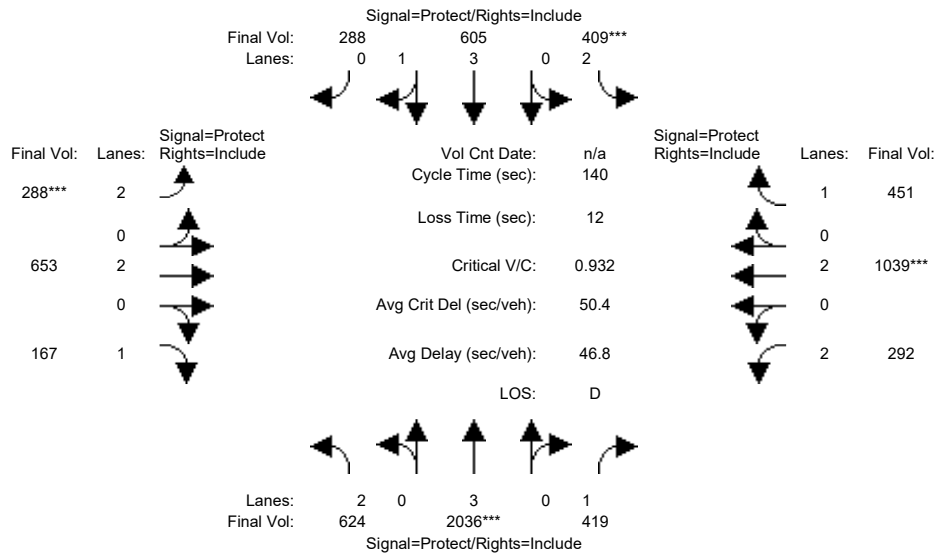 Signal=Protect/Rights=Include
Final Vol: 288 605 409***
Lanes: 0 1 3 0 2
Signal=Protect Signal=Protect
Final Vol: Lanes: Rights=Include Vol Cnt Date: n/a Rights=Include Lanes: Final Vol:
Cycle Time (sec): 140
288*** 2 1 451
Loss Time (sec): 12
0 0
653 2 Critical V/C: 0.932 2 1039***
0 Avg Crit Del (sec/veh): 50.4 0
167 1 Avg Delay (sec/veh): 46.8 2 292
LOS: D
Lanes: 2 0 3 0 1
Final Vol: 624 2036*** 419
Signal=Protect/Rights=Include